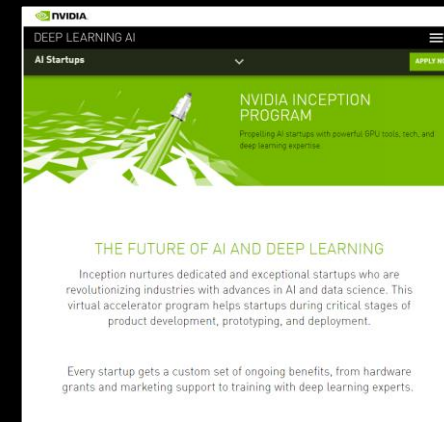 NVIDIA
DEEP LEARNING AI
AI Startups
APPLY NO
NVIDIA INCEPTION
PROGRAM
Propelling AI startups with powerful GPU tools, tech, and
deep learning expertise.
THE FUTURE OF AI AND DEEP LEARNING
Inception nurtures dedicated and exceptional startups who are
revolutionizing industries with advances in AI and data science. This
virtual accelerator program helps startups during critical stages of
product development, prototyping, and deployment.
Every startup gets a custom set of ongoing benefits, from hardware
grants and marketing support to training with deep learning experts.